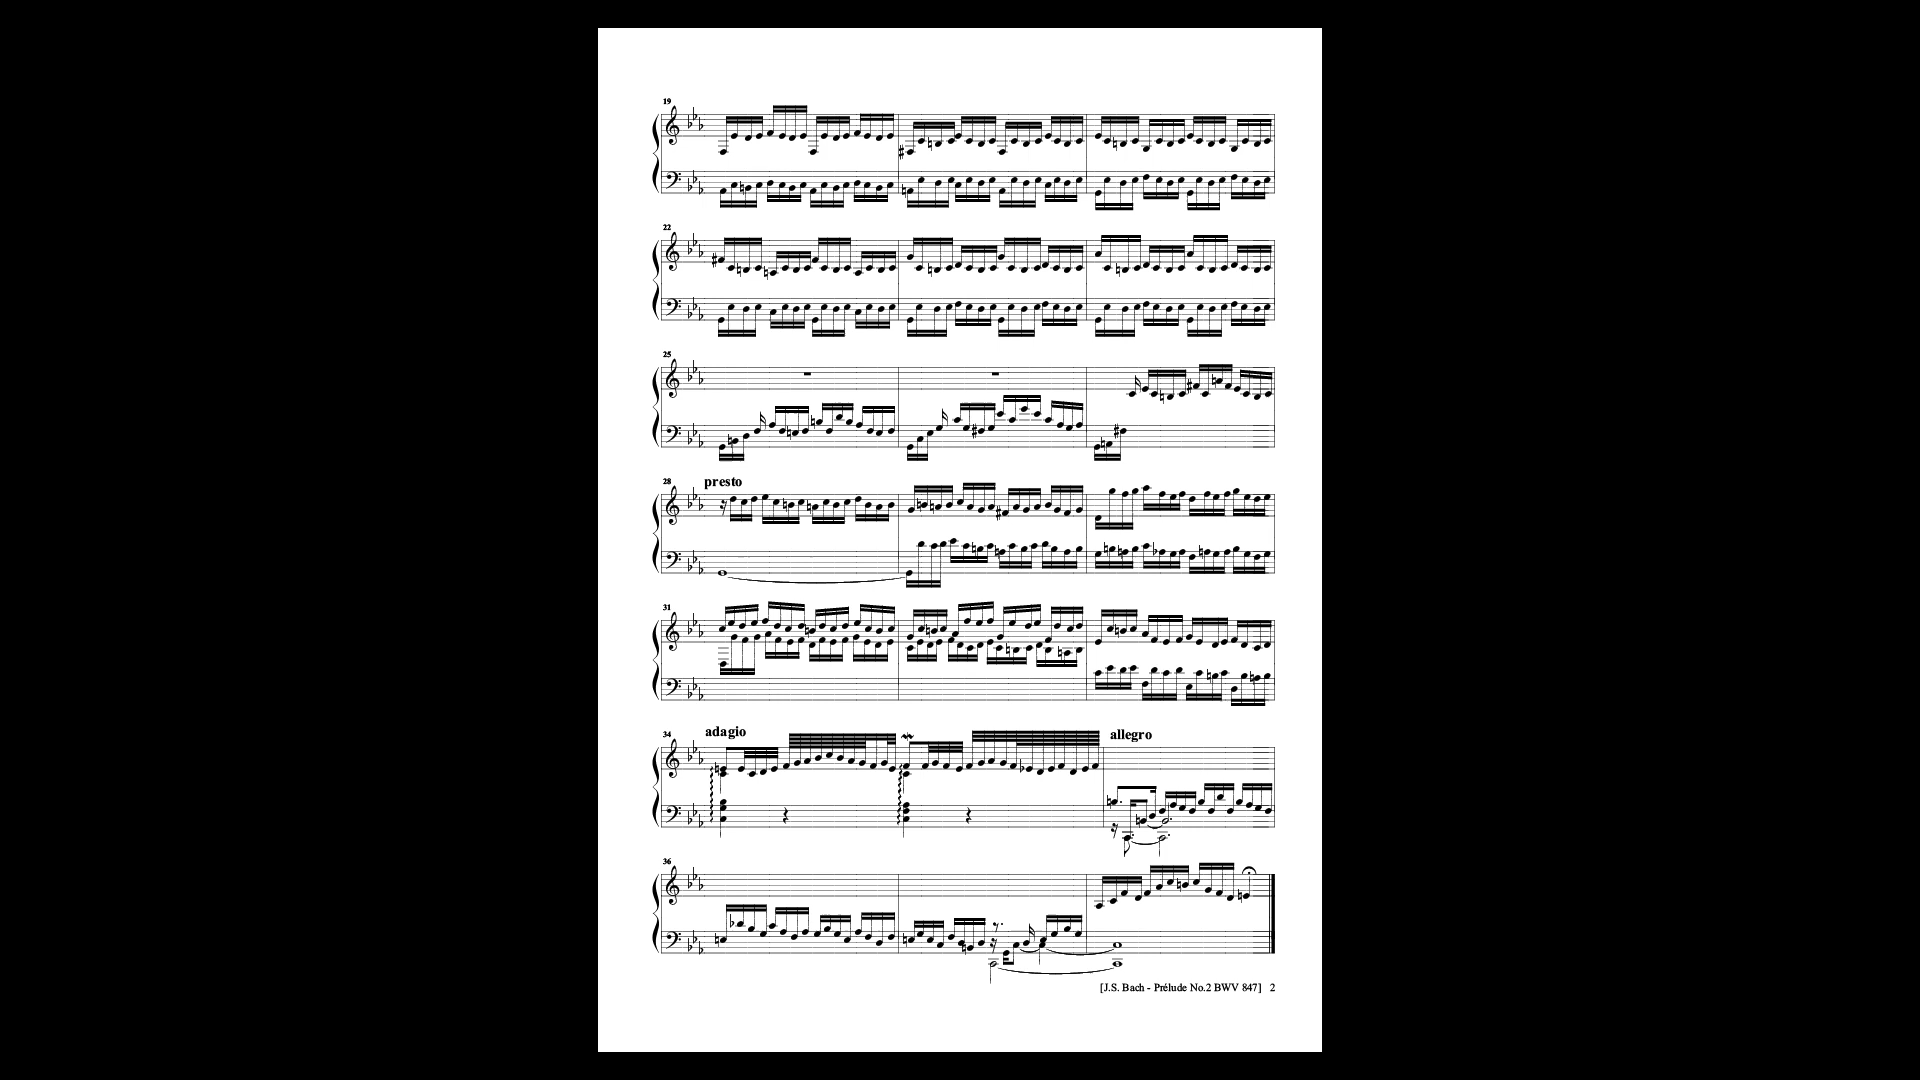 19
22
25
28 presto
31
34 adagio allegro
36
[J.S. Bach - Prélude No.2 BWV 847] 2